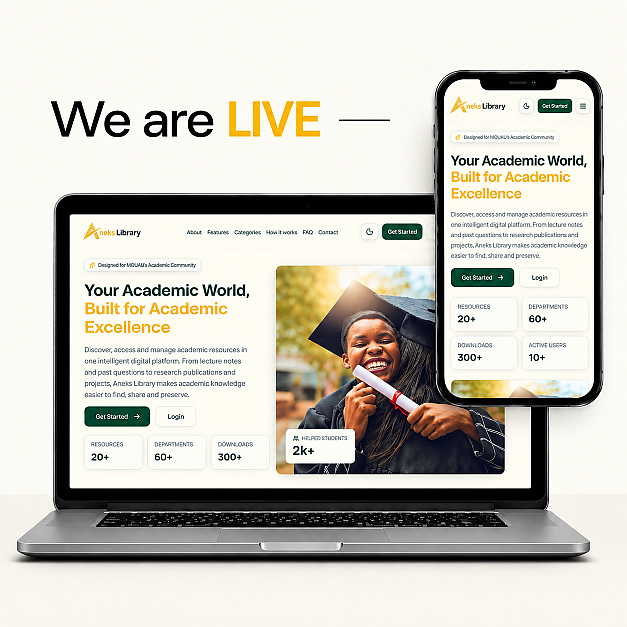 We are LIVE
Aneks Library
About Features Categories How it works FAQ Contact
Get Started
Designed for MOUAU's Academic Community
Your Academic World,
Built for Academic
Excellence
Discover, access and manage academic resources in
one intelligent digital platform. From lecture notes
and past questions to research publications and
projects, Aneks Library makes academic knowledge
easier to find, share and preserve.
Get Started →
Login
RESOURCES
20+
DEPARTMENTS
60+
DOWNLOADS
300+
HELPED STUDENTS
2k+
Aneks Library
Get Started
Designed for MOUAU's Academic Community
Your Academic World,
Built for Academic
Excellence
Discover, access and manage academic resources in
one intelligent digital platform. From lecture notes
and past questions to research publications and
projects, Aneks Library makes academic knowledge
easier to find, share and preserve.
Get Started →
Login
RESOURCES
20+
DEPARTMENTS
60+
DOWNLOADS
300+
ACTIVE USERS
10+